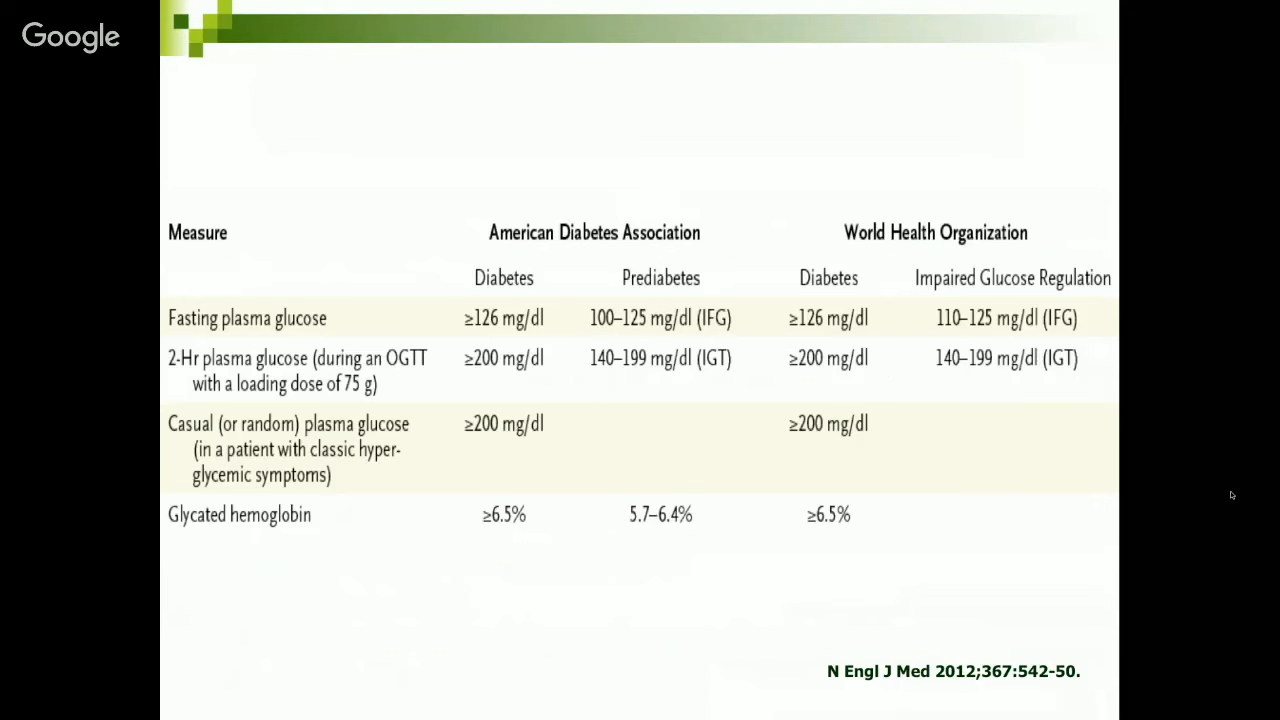 Google
Measure American Diabetes Association World Health Organization
Diabetes Prediabetes Diabetes Impaired Glucose Regulation
Fasting plasma glucose ≥126 mg/dl 100–125 mg/dl (IFG) ≥126 mg/dl 110–125 mg/dl (IFG)
2-Hr plasma glucose (during an OGTT ≥200 mg/dl 140–199 mg/dl (IGT) ≥200 mg/dl 140–199 mg/dl (IGT)
with a loading dose of 75 g)
Casual (or random) plasma glucose ≥200 mg/dl ≥200 mg/dl
(in a patient with classic hyper-
glycemic symptoms)
Glycated hemoglobin ≥6.5% 5.7–6.4% ≥6.5%
N Engl J Med 2012;367:542-50.